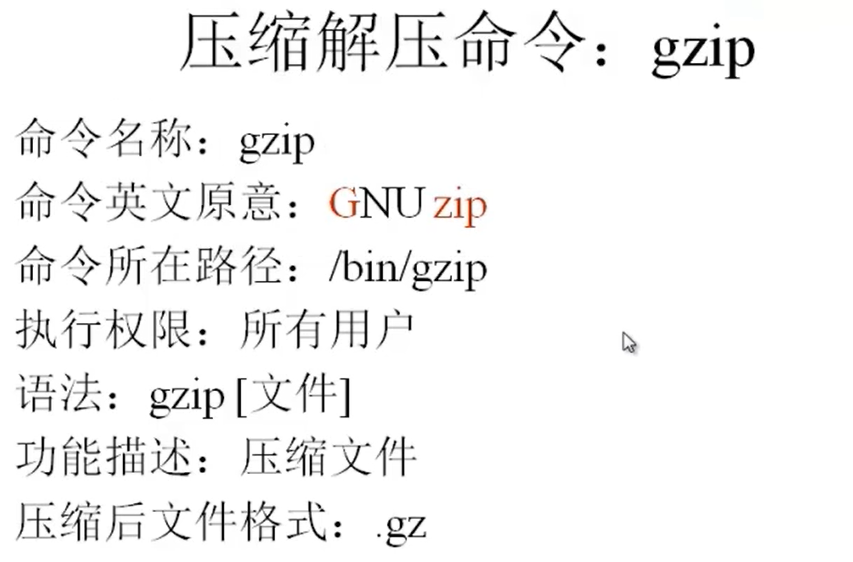 压缩解压命令：gzip
命令名称：gzip
命令英文原意：GNU zip
命令所在路径：/bin/gzip
执行权限：所有用户
语法：gzip [文件]
功能描述：压缩文件
压缩后文件格式：.gz